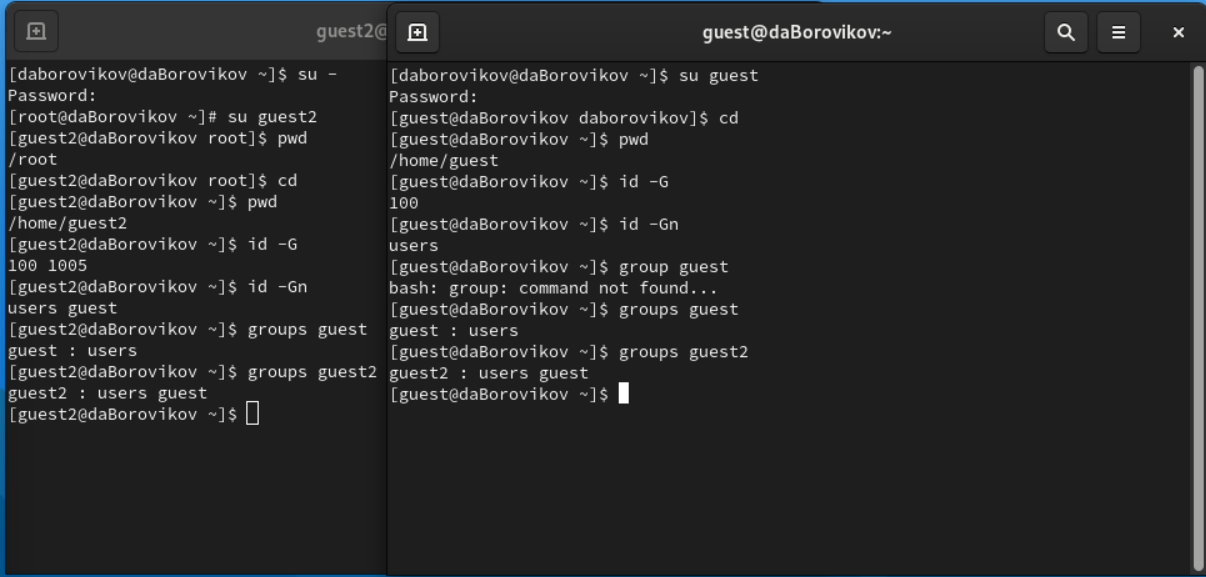 guest2@
[daborovikov@daBorovikov ~]$ su -
Password:
[root@daBorovikov ~]# su guest2
[guest2@daBorovikov root]$ pwd
/root
[guest2@daBorovikov root]$ cd
[guest2@daBorovikov ~]$ pwd
/home/guest2
[guest2@daBorovikov ~]$ id -G
100 1005
[guest2@daBorovikov ~]$ id -Gn
users guest
[guest2@daBorovikov ~]$ groups guest
guest : users
[guest2@daBorovikov ~]$ groups guest2
guest2 : users guest
[guest2@daBorovikov ~]$
guest@daBorovikov:~
[daborovikov@daBorovikov ~]$ su guest
Password:
[guest@daBorovikov daborovikov]$ cd
[guest@daBorovikov ~]$ pwd
/home/guest
[guest@daBorovikov ~]$ id -G
100
[guest@daBorovikov ~]$ id -Gn
users
[guest@daBorovikov ~]$ group guest
bash: group: command not found...
[guest@daBorovikov ~]$ groups guest
guest : users
[guest@daBorovikov ~]$ groups guest2
guest2 : users guest
[guest@daBorovikov ~]$